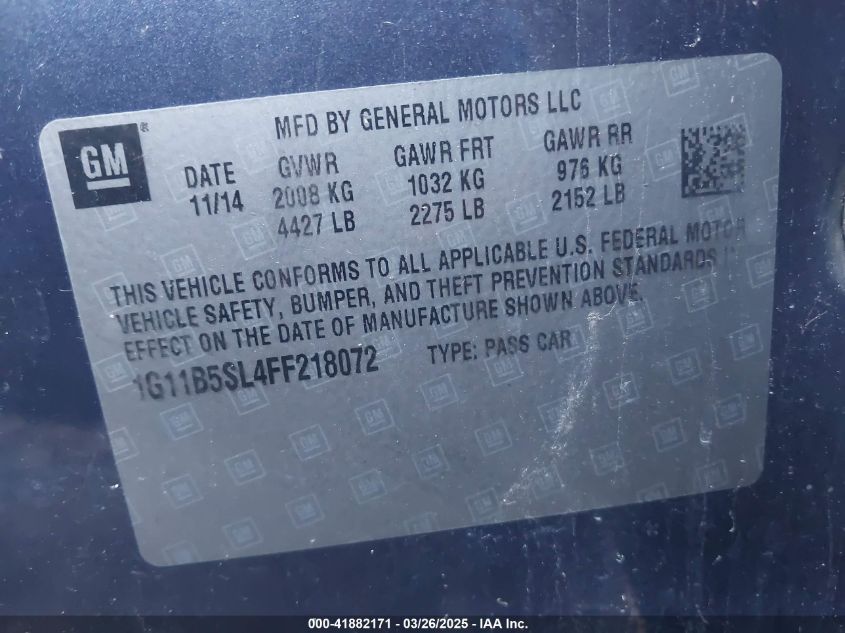 MFD BY GENERAL MOTORS LLC
GM®
DATE GVWR GAWR FRT GAWR RR
11/14 2008 KG 1032 KG 976 KG
4427 LB 2275 LB 2152 LB
THIS VEHICLE CONFORMS TO ALL APPLICABLE U.S. FEDERAL MOTOR
VEHICLE SAFETY, BUMPER, AND THEFT PREVENTION STANDARDS
EFFECT ON THE DATE OF MANUFACTURE SHOWN ABOVE.
1G11B5SL4FF218072 TYPE: PASS CAR
000-41882171 - 03/26/2025 - IAA Inc.